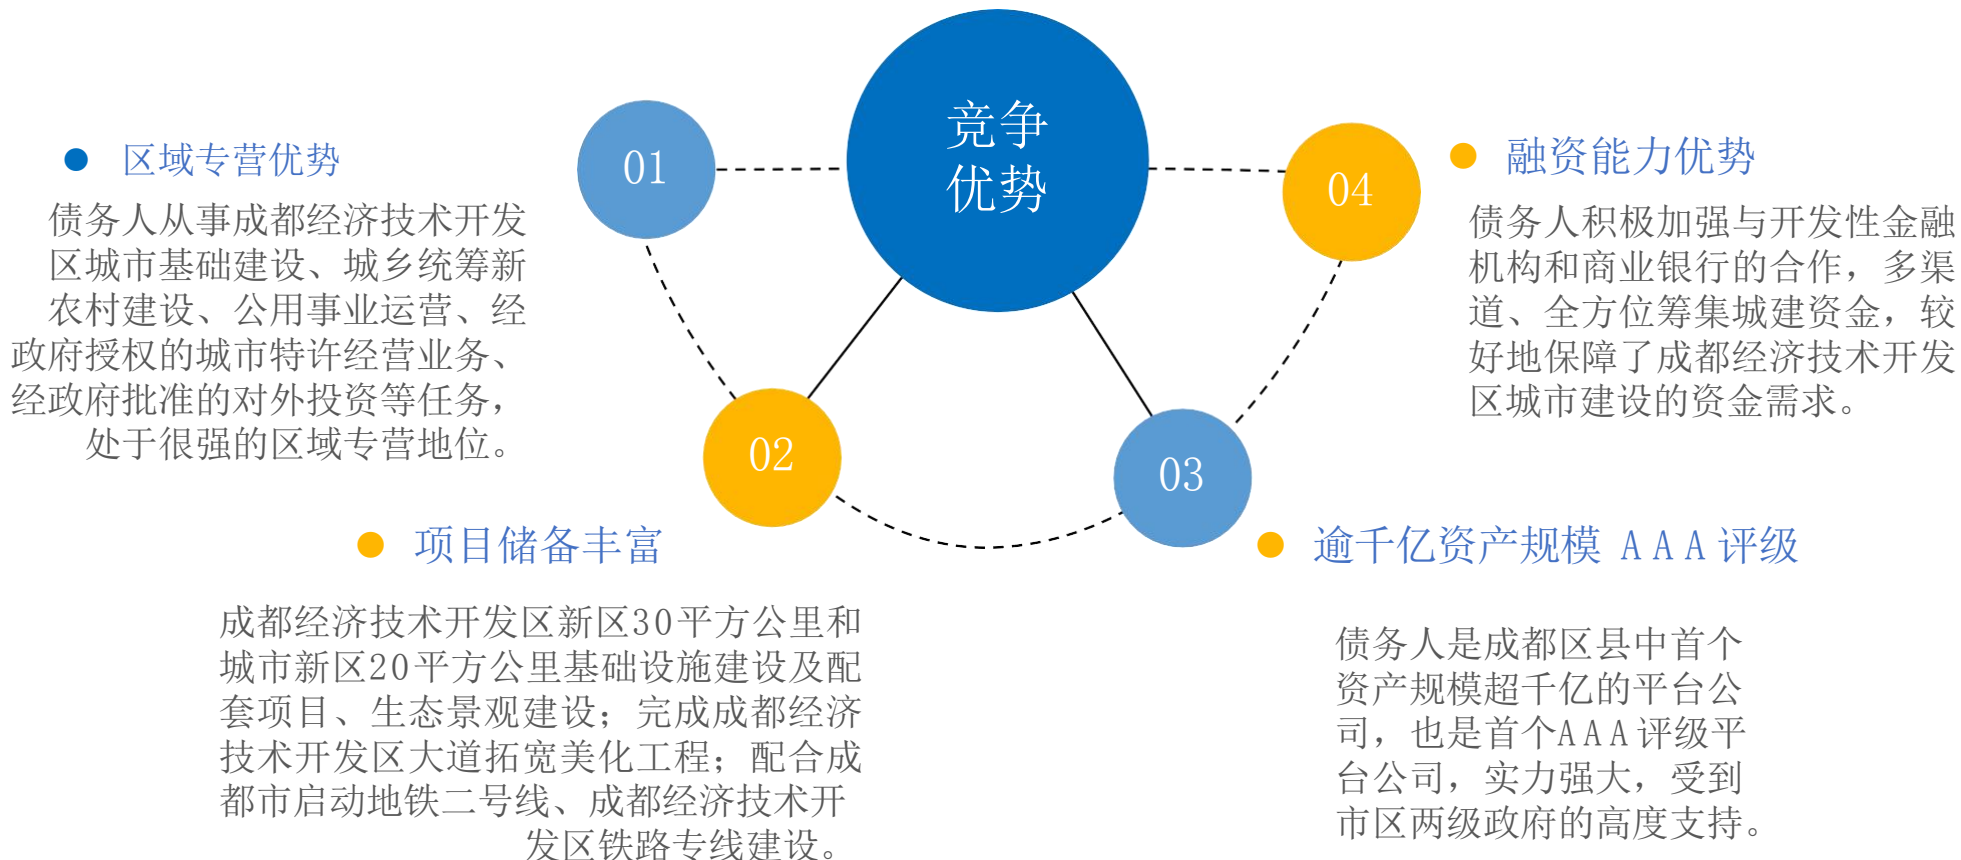 竞争
优势
01
区域专营优势
债务人从事成都经济技术开发
区城市基础建设、城乡统筹新
农村建设、公用事业运营、经
政府授权的城市特许经营业务、
经政府批准的对外投资等任务，
处于很强的区域专营地位。
02
项目储备丰富
成都经济技术开发区新区30平方公里和
城市新区20平方公里基础设施建设及配
套项目、生态景观建设；完成成都经济
技术开发区大道拓宽美化工程；配合成
都市启动地铁二号线、成都经济技术开
发区铁路专线建设。
03
逾千亿资产规模 AAA评级
债务人是成都区县中首个
资产规模超千亿的平台公
司，也是首个AAA评级平
台公司，实力强大，受到
市区两级政府的高度支持。
04
融资能力优势
债务人积极加强与开发性金融
机构和商业银行的合作，多渠
道、全方位筹集城建资金，较
好地保障了成都经济技术开发
区城市建设的资金需求。